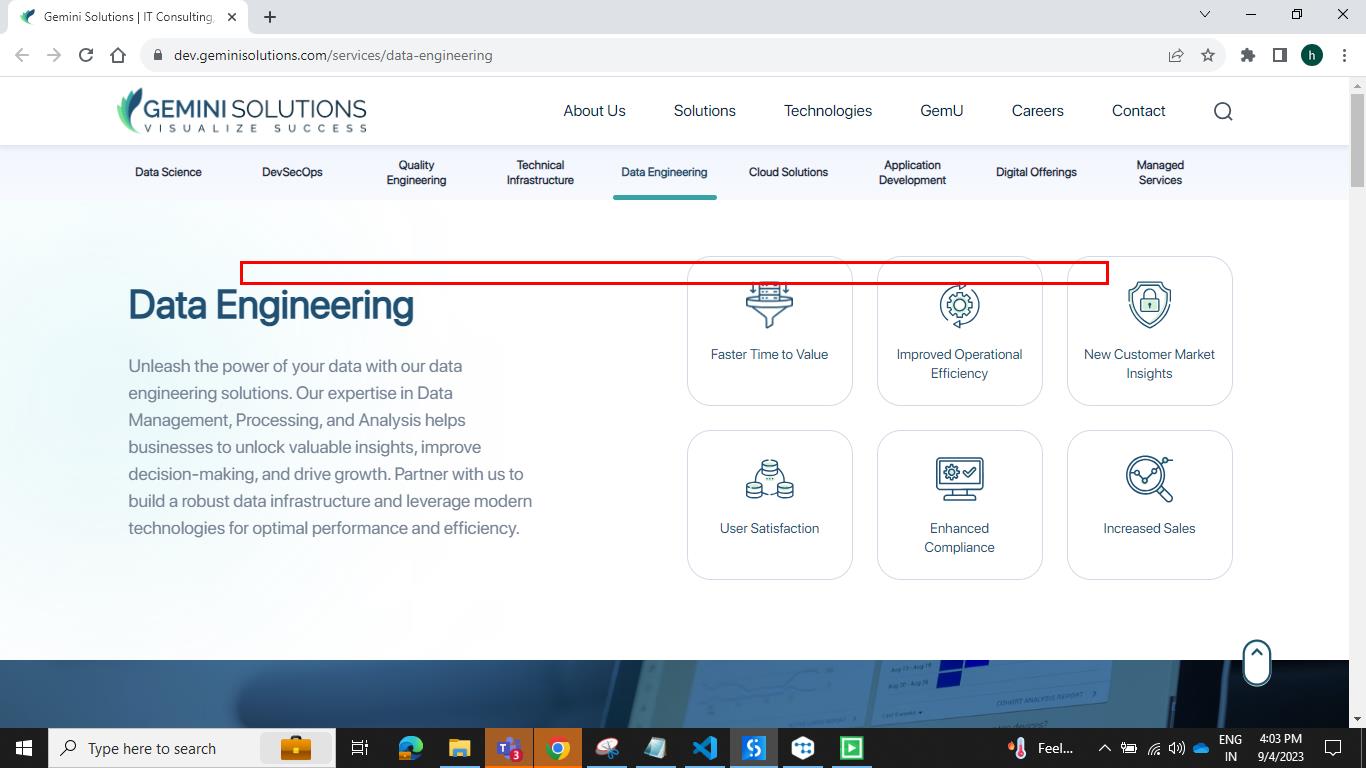 Gemini Solutions | IT Consulting,
dev.geminisolutions.com/services/data-engineering
h
GEMINI SOLUTIONS
VISUALIZE SUCCESS
About Us
Solutions
Technologies
GemU
Careers
Contact
Data Science
DevSecOps
Quality
Engineering
Technical
Infrastructure
Data Engineering
Cloud Solutions
Application
Development
Digital Offerings
Managed
Services
Data Engineering
Unleash the power of your data with our data
engineering solutions. Our expertise in Data
Management, Processing, and Analysis helps
businesses to unlock valuable insights, improve
decision-making, and drive growth. Partner with us to
build a robust data infrastructure and leverage modern
technologies for optimal performance and efficiency.
Faster Time to Value
Improved Operational
Efficiency
New Customer Market
Insights
User Satisfaction
Enhanced
Compliance
Increased Sales
COHORT ANALYSIS REPORT
Type here to search
3
Feel...
ENG
IN
4:03 PM
9/4/2023